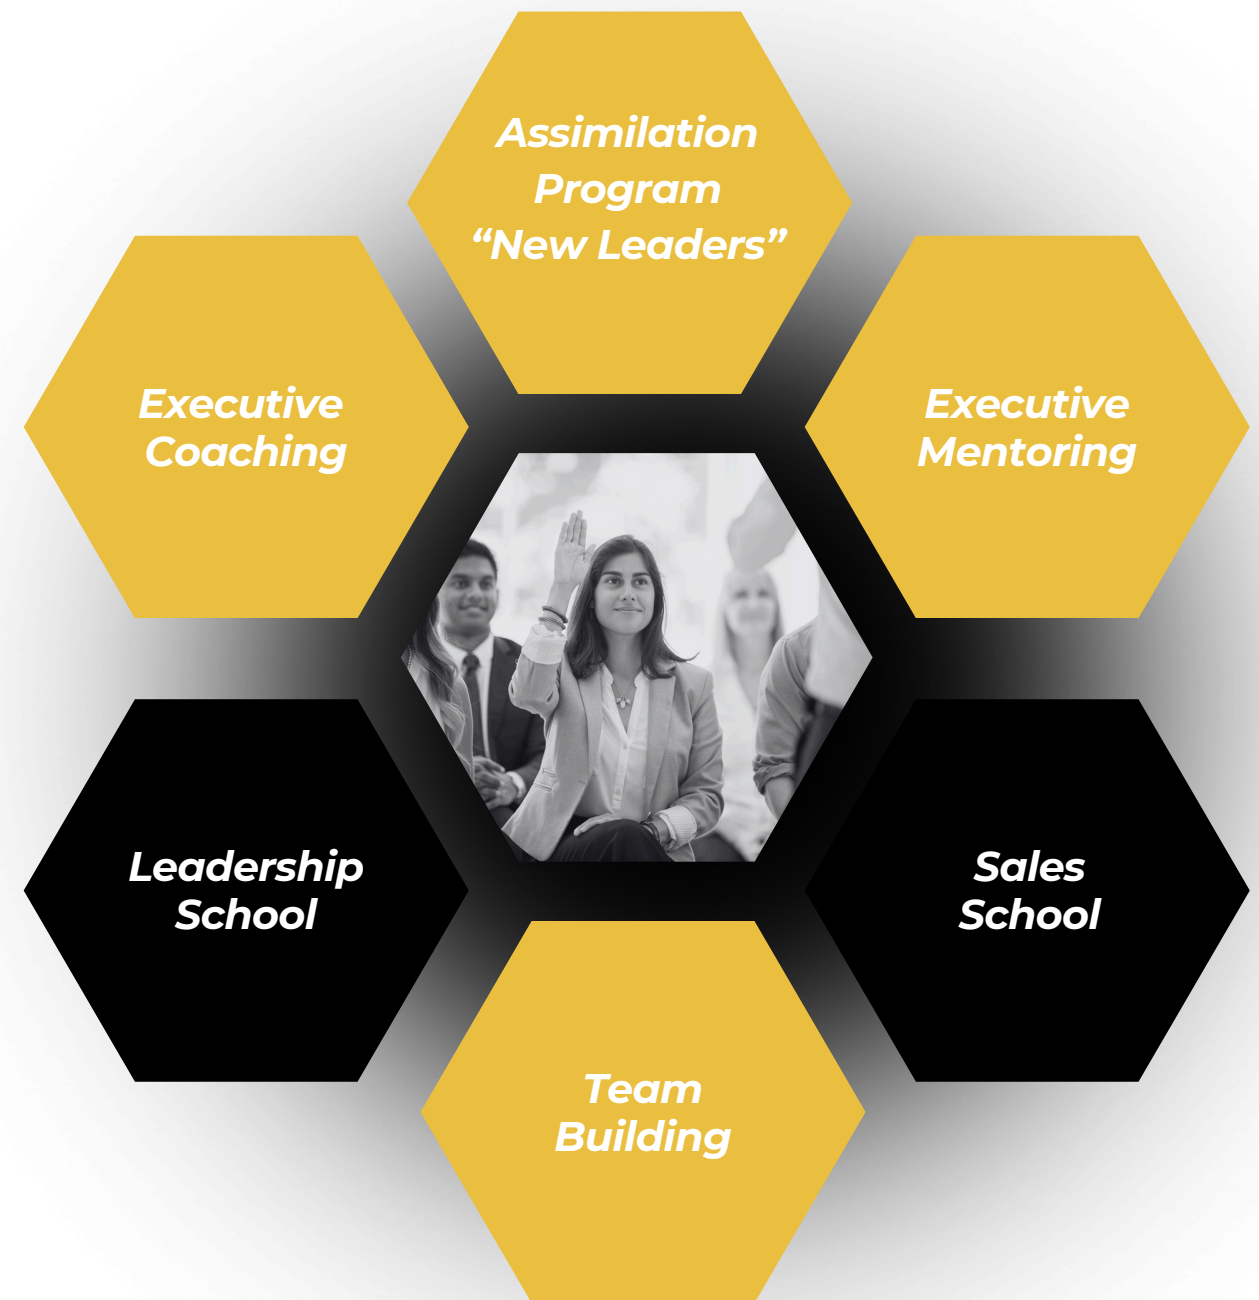 Assimilation
Program
“New Leaders”
Executive
Coaching
Executive
Mentoring
Leadership
School
Sales
School
Team
Building